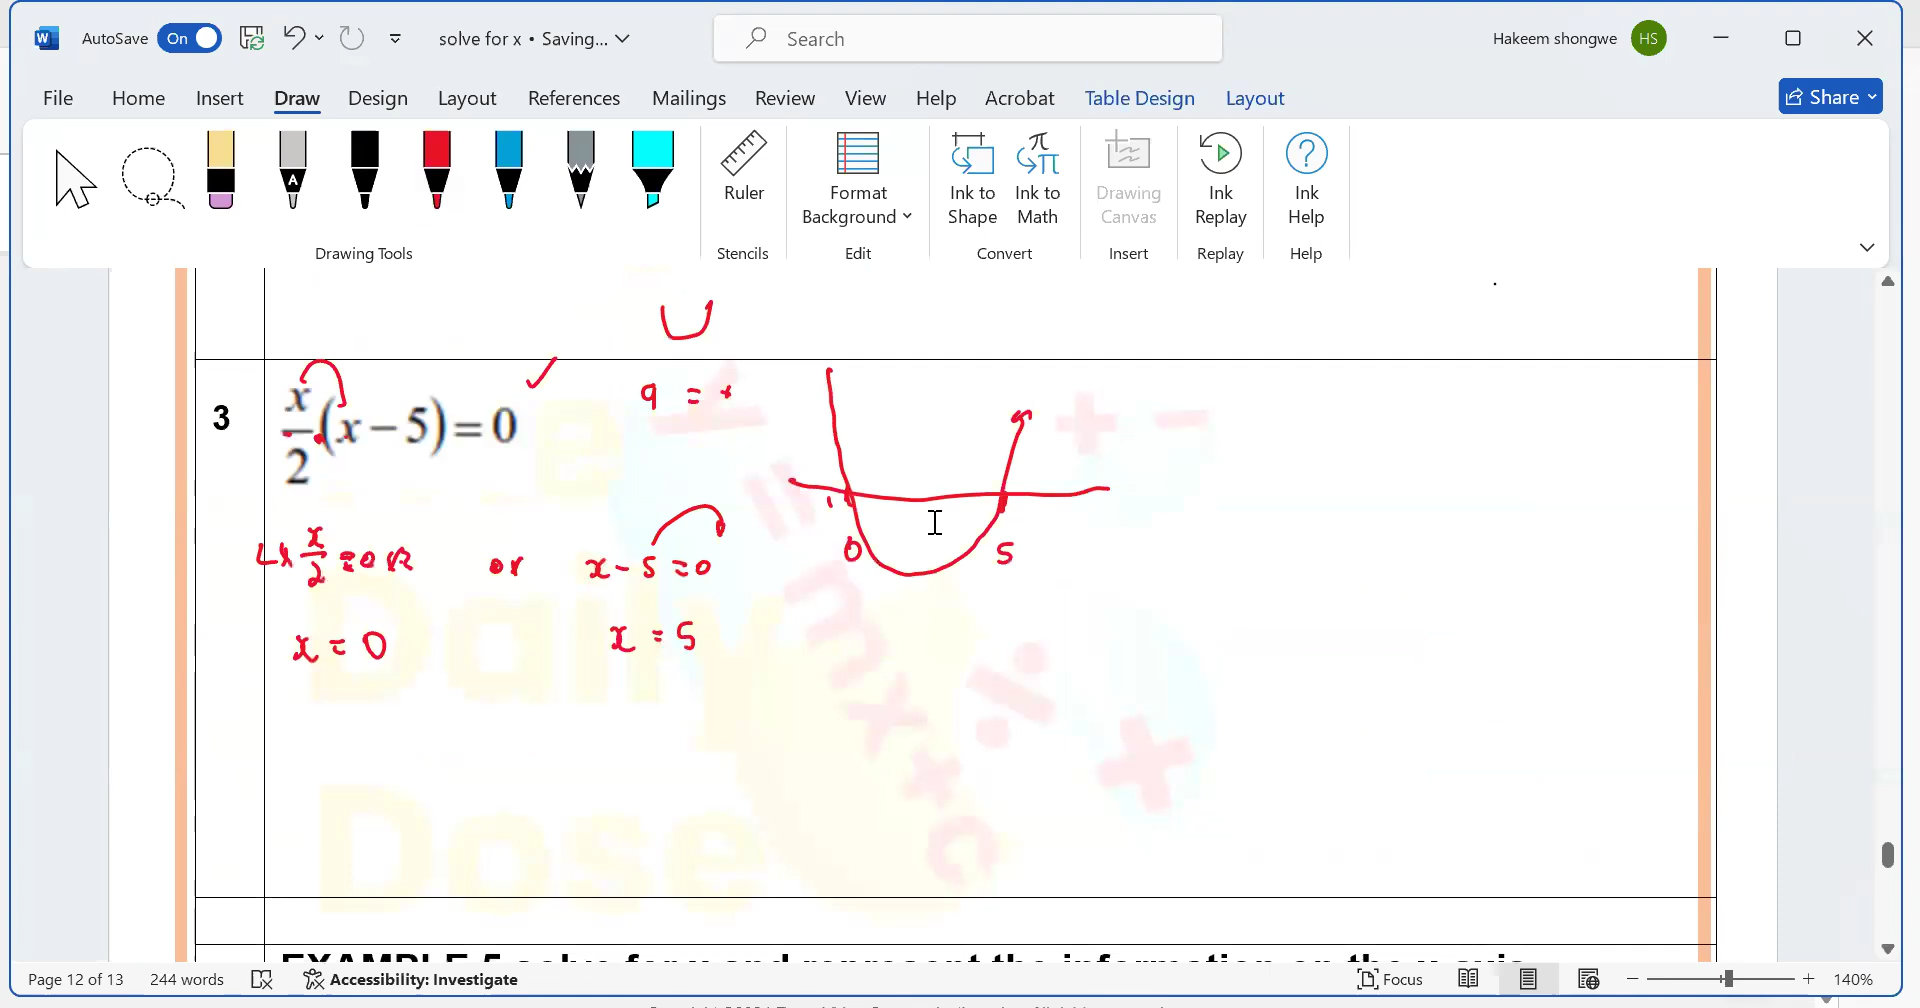 AutoSave On solve for x • Saving... Search Hakeem shongwe HS
File Home Insert Draw Design Layout References Mailings Review View Help Acrobat Table Design Layout Share
A
Ruler Format Background Ink to Shape Ink to Math Drawing Canvas Ink Replay Ink Help
Drawing Tools Stencils Edit Convert Insert Replay Help
3 x/2(x−5)=0
0 5
or x-5=0
x=0 x=5
Daily
Dose
mx+c
Page 12 of 13 244 words Accessibility: Investigate Focus 140%